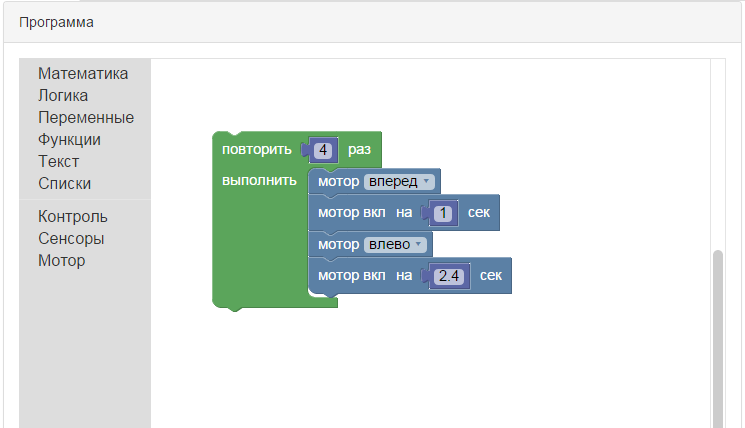 Программа
Математика
Логика
Переменные
Функции
Текст
Списки
Контроль
Сенсоры
Мотор
повторить 4 раз
выполнить мотор вперед
мотор вкл на 1 сек
мотор влево
мотор вкл на 2.4 сек